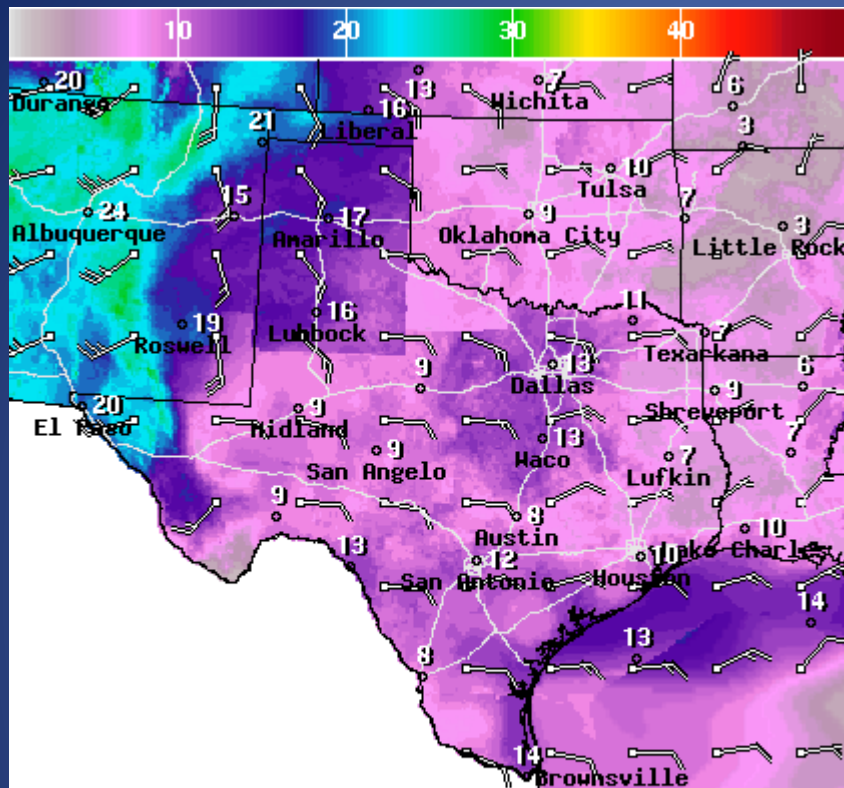 10 20 30 40
20 13 7 6
Durango Liberal 16 Wichita
21 3
10
Tulsa
24 15 17 9 7 3
Albuquerque Amarillo Oklahoma City Little Rock
19 16 11 7
Roswell Lubbock Texarkana
13
Dallas
20 9 9 9 6
El Paso Midland Shreveport
9 13 7 7
San Angelo Waco Lufkin
9 8 10
Austin
13 12 10 Lake Charles
San Antonio Houston
14
13
8
14
Brownsville